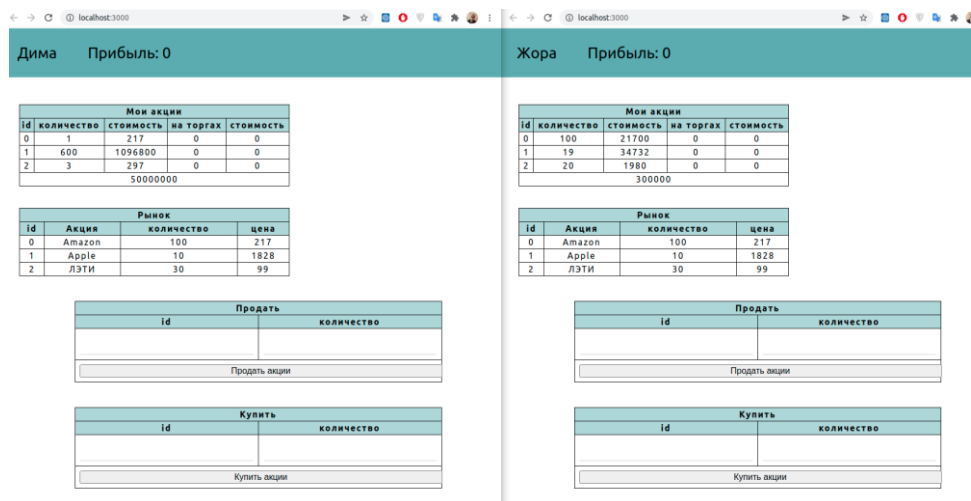 localhost:3000
Дима Прибыль: 0
Мои акции
id количество стоимость на торгах стоимость
0 1 217 0 0
1 600 1096800 0 0
2 3 297 0 0
50000000
Рынок
id Акция количество цена
0 Amazon 100 217
1 Apple 10 1828
2 ЛЭТИ 30 99
Продать
id количество
Продать акции
Купить
id количество
Купить акции
localhost:3000
Жора Прибыль: 0
Мои акции
id количество стоимость на торгах стоимость
0 100 21700 0 0
1 19 34732 0 0
2 20 1980 0 0
300000
Рынок
id Акция количество цена
0 Amazon 100 217
1 Apple 10 1828
2 ЛЭТИ 30 99
Продать
id количество
Продать акции
Купить
id количество
Купить акции